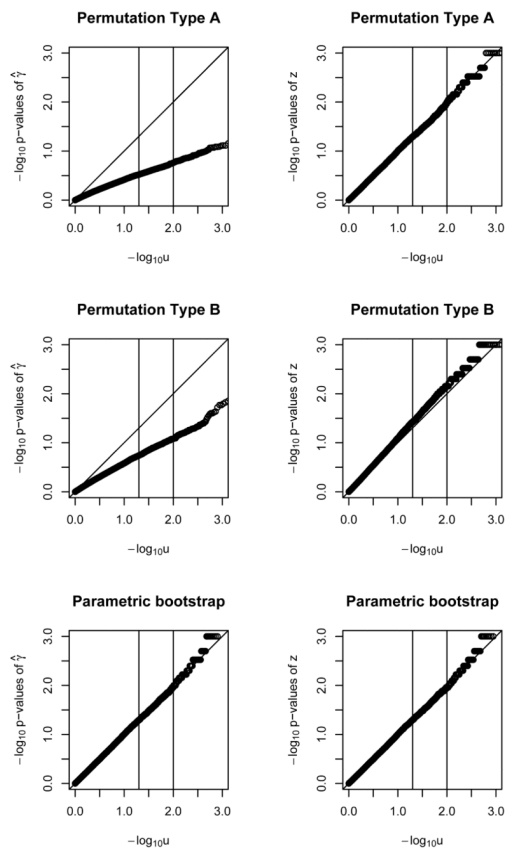 Permutation Type A
−log₁₀ p−values of γ̂
0.0 1.0 2.0 3.0
0.0 1.0 2.0 3.0
−log₁₀u
Permutation Type A
−log₁₀ p−values of z
0.0 1.0 2.0 3.0
0.0 1.0 2.0 3.0
−log₁₀u
Permutation Type B
−log₁₀ p−values of γ̂
0.0 1.0 2.0 3.0
0.0 1.0 2.0 3.0
−log₁₀u
Permutation Type B
−log₁₀ p−values of z
0.0 1.0 2.0 3.0
0.0 1.0 2.0 3.0
−log₁₀u
Parametric bootstrap
−log₁₀ p−values of γ̂
0.0 1.0 2.0 3.0
0.0 1.0 2.0 3.0
−log₁₀u
Parametric bootstrap
−log₁₀ p−values of z
0.0 1.0 2.0 3.0
0.0 1.0 2.0 3.0
−log₁₀u